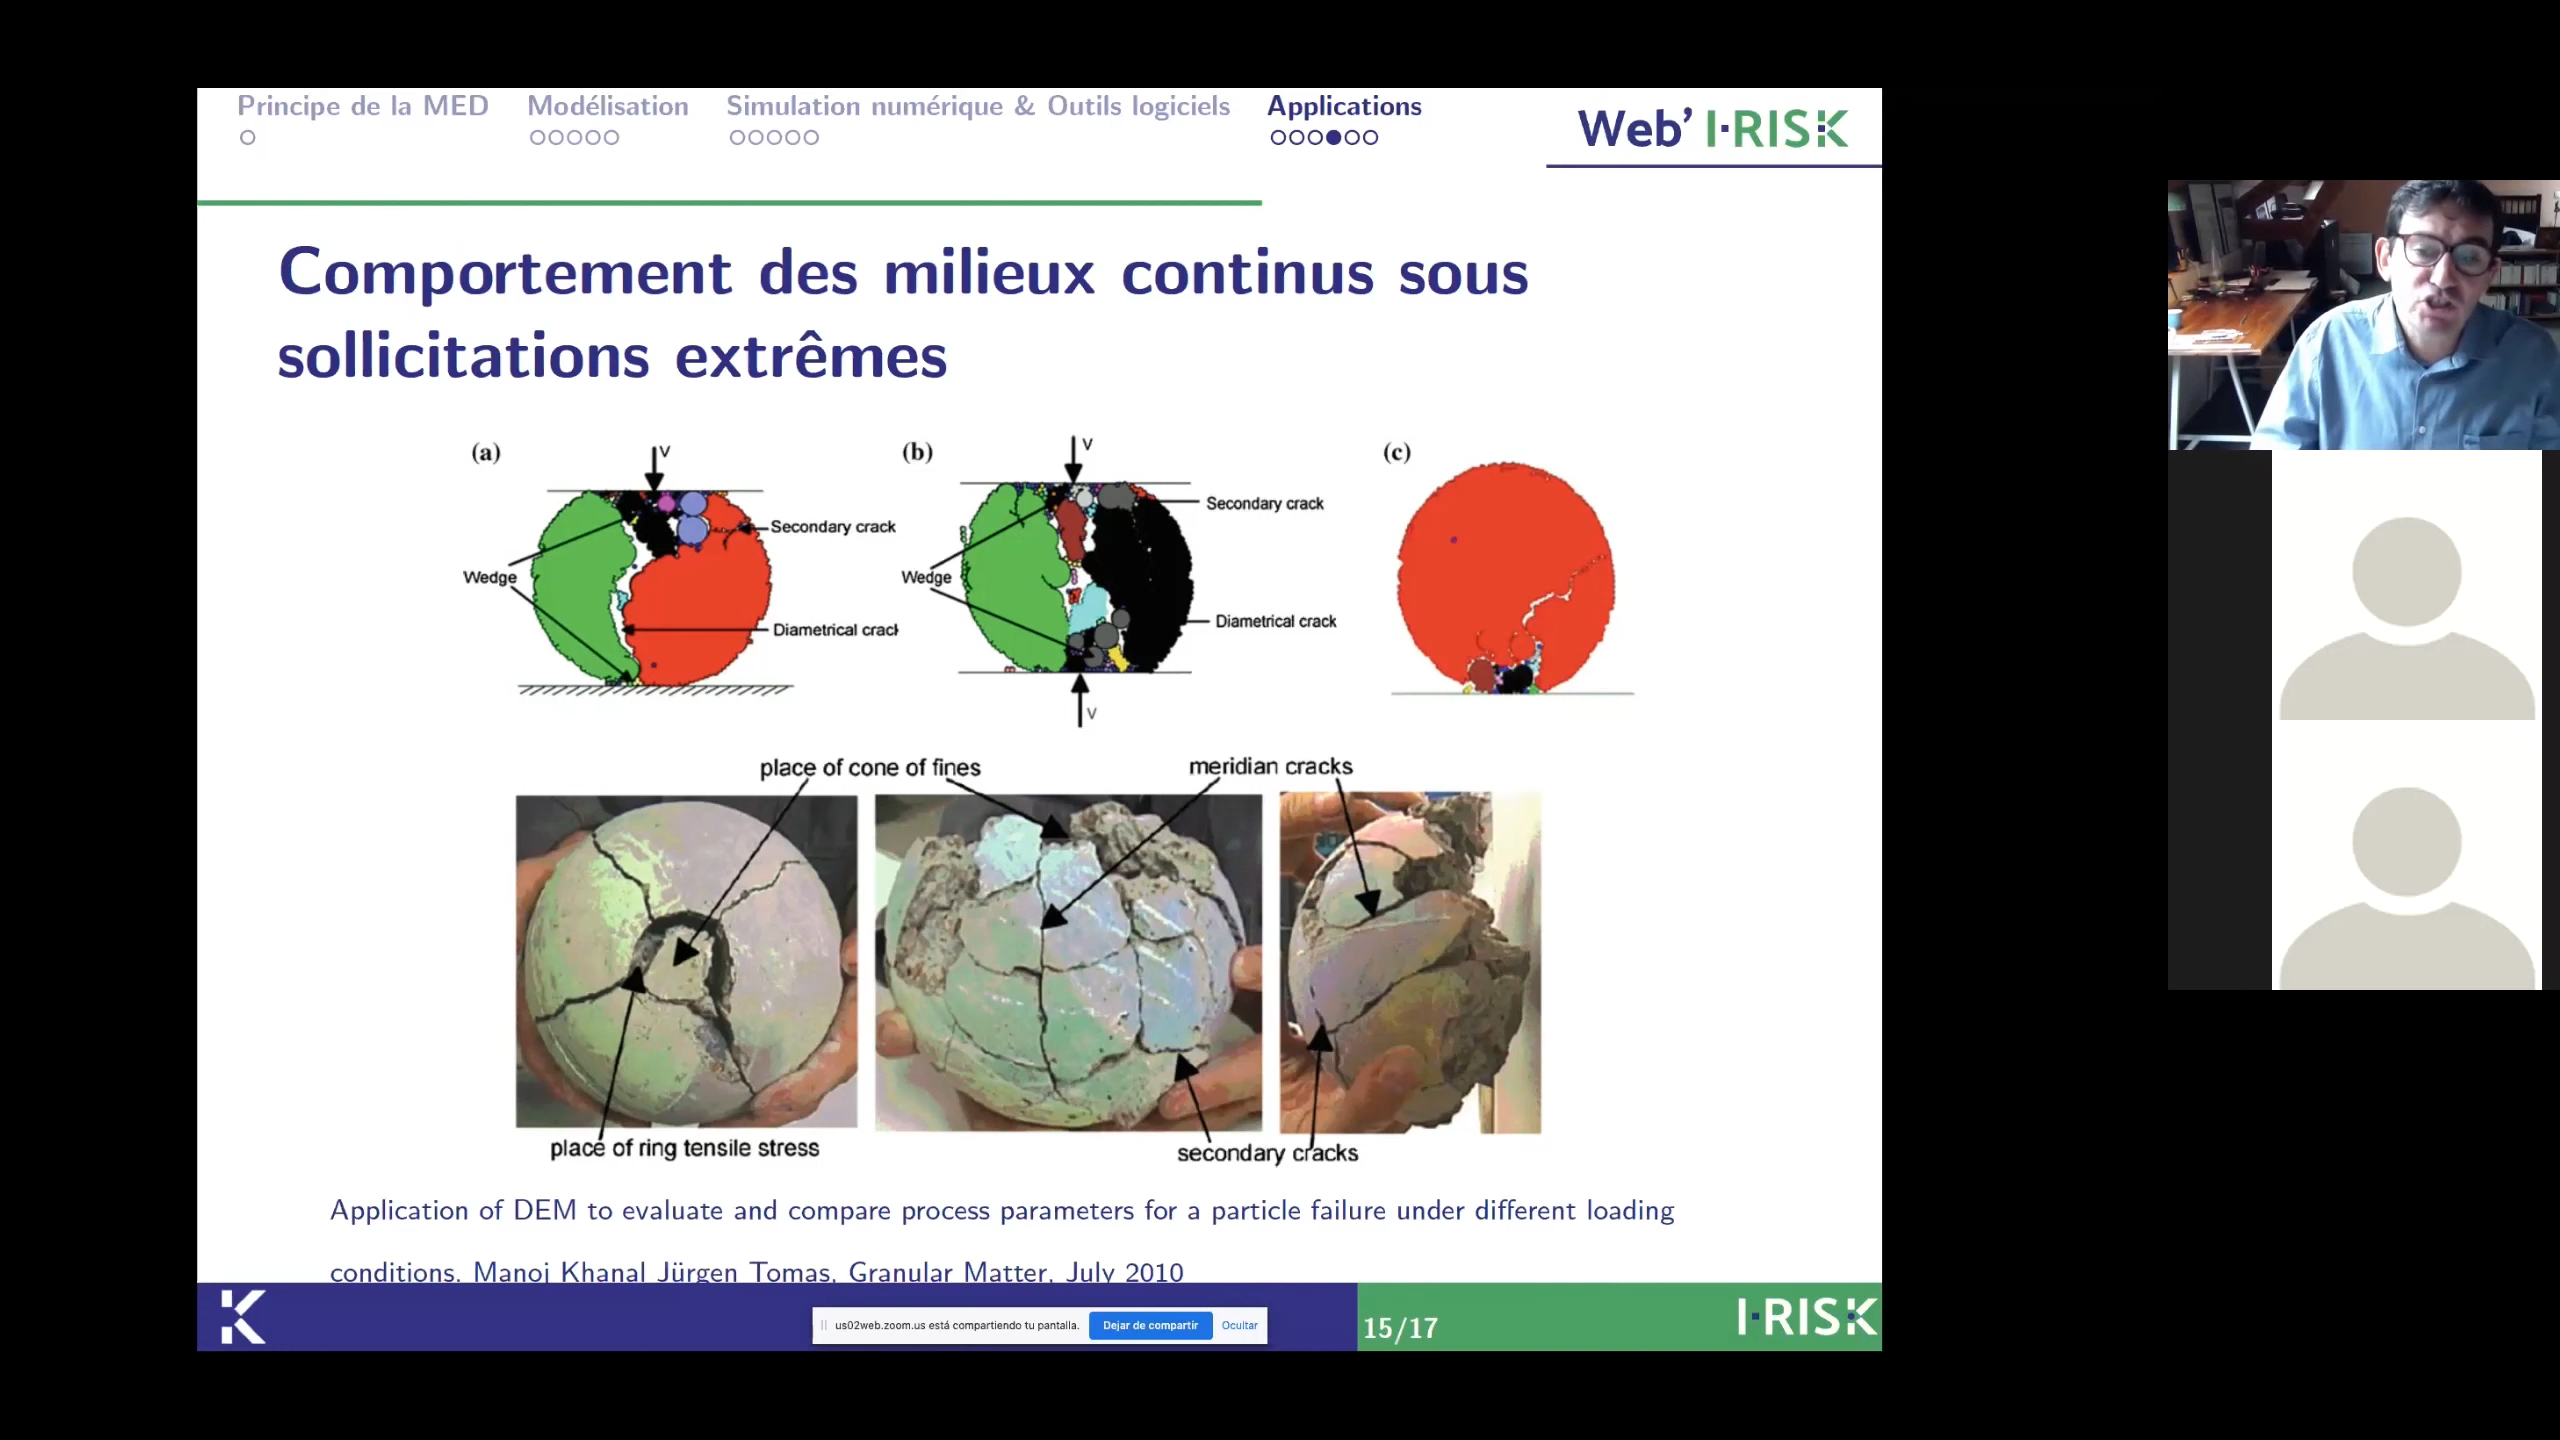 Principe de la MED Modélisation Simulation numérique & Outils logiciels Applications
Web' I·RISK
Comportement des milieux continus sous
sollicitations extrêmes
(a) V (b) V (c)
Secondary crack
Secondary crack
Wedge
Wedge
Diametrical crack
Diametrical crack
V
place of cone of fines
meridian cracks
place of ring tensile stress
secondary cracks
Application of DEM to evaluate and compare process parameters for a particle failure under different loading
conditions. Manoj Khanal Jürgen Tomas, Granular Matter, July 2010
us02web.zoom.us está compartiendo tu pantalla. Dejar de compartir Ocultar
15/17
I·RISK